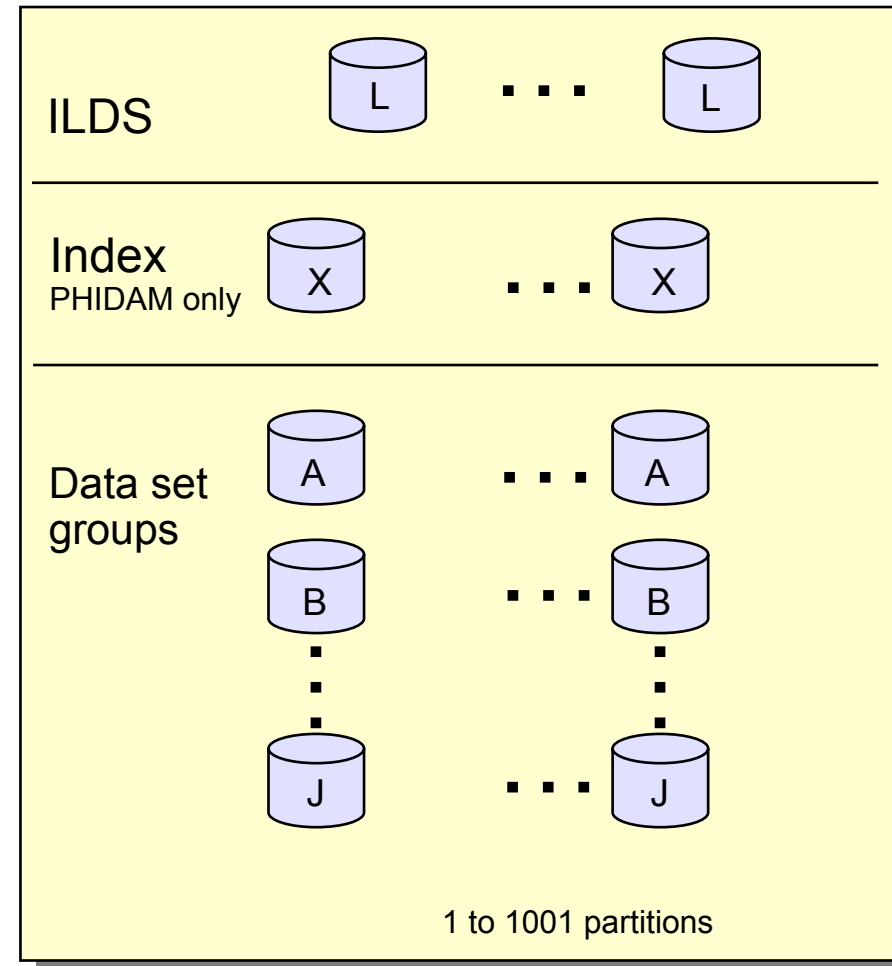 L ... L
ILDS
Index
PHIDAM only
X ... X
A ... A
Data set
groups
B ... B
J ... J
1 to 1001 partitions